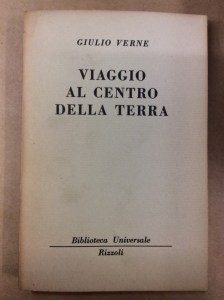 GIULIO VERNE
VIAGGIO
AL CENTRO
DELLA TERRA
Biblioteca Universale
Rizzoli